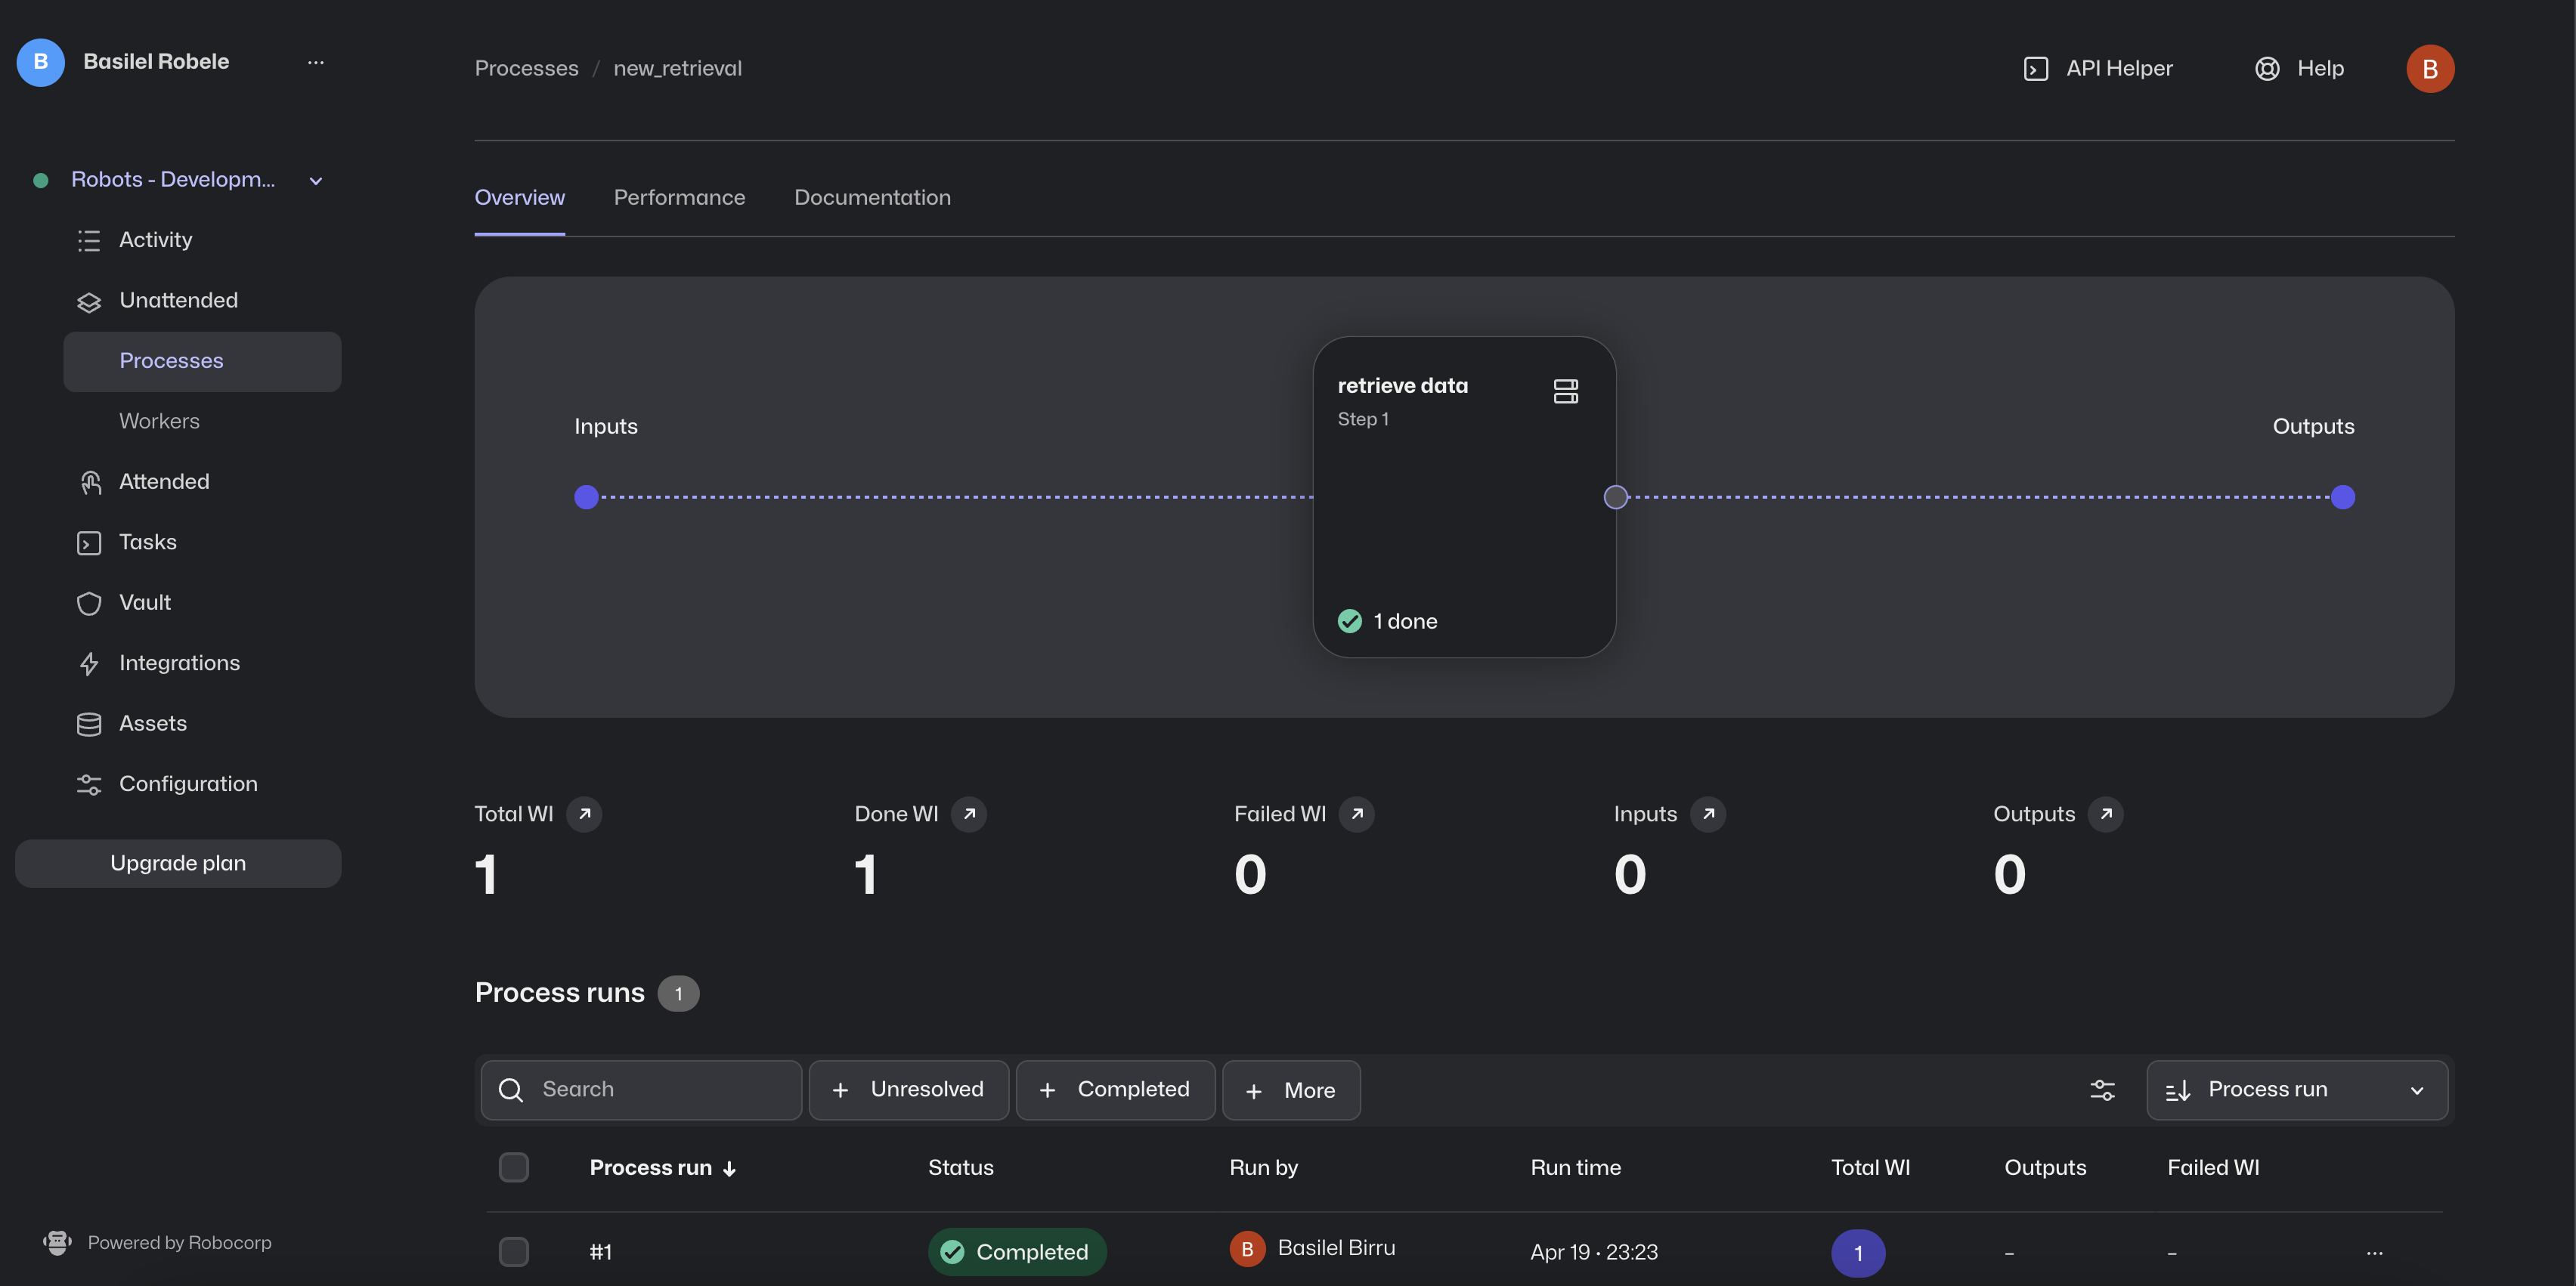 B
Basilel Robele
...
Robots - Developm...
Activity
Unattended
Processes
Workers
Attended
Tasks
Vault
Integrations
Assets
Configuration
Upgrade plan
Powered by Robocorp
Processes / new_retrieval
API Helper
Help
B
Overview
Performance
Documentation
Inputs
retrieve data
Step 1
1 done
Outputs
Total WI
1
Done WI
1
Failed WI
0
Inputs
0
Outputs
0
Process runs 1
Search
+ Unresolved
+ Completed
+ More
Process run
Process run ↓ Status Run by Run time Total WI Outputs Failed WI
#1 Completed B Basilel Birru Apr 19 • 23:23 1 – – ...